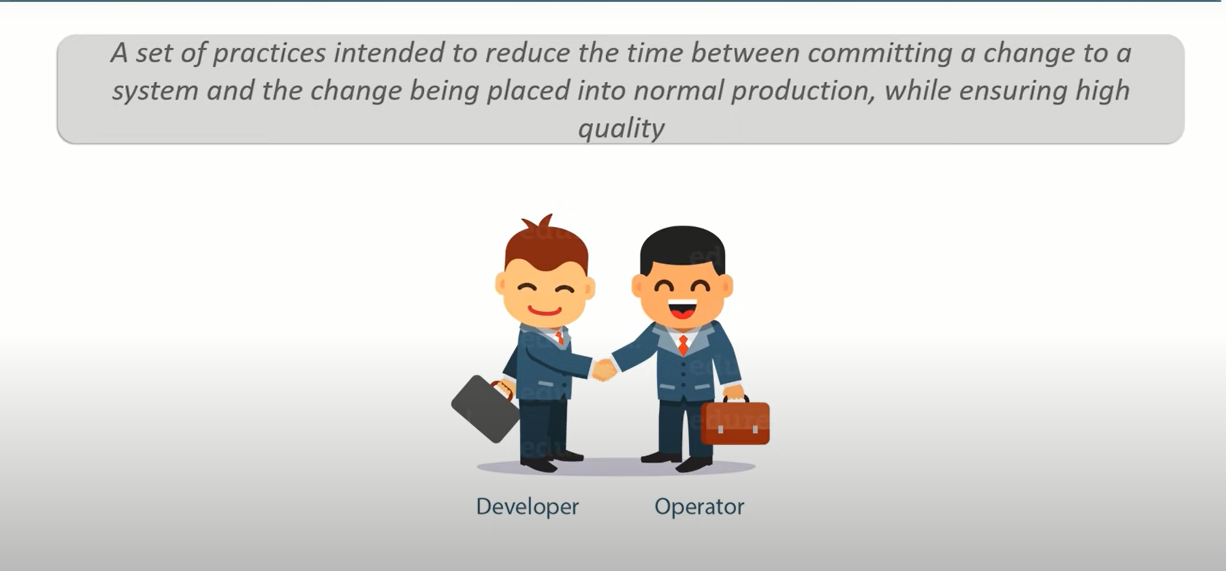 A set of practices intended to reduce the time between committing a change to a
system and the change being placed into normal production, while ensuring high
quality
Developer
Operator